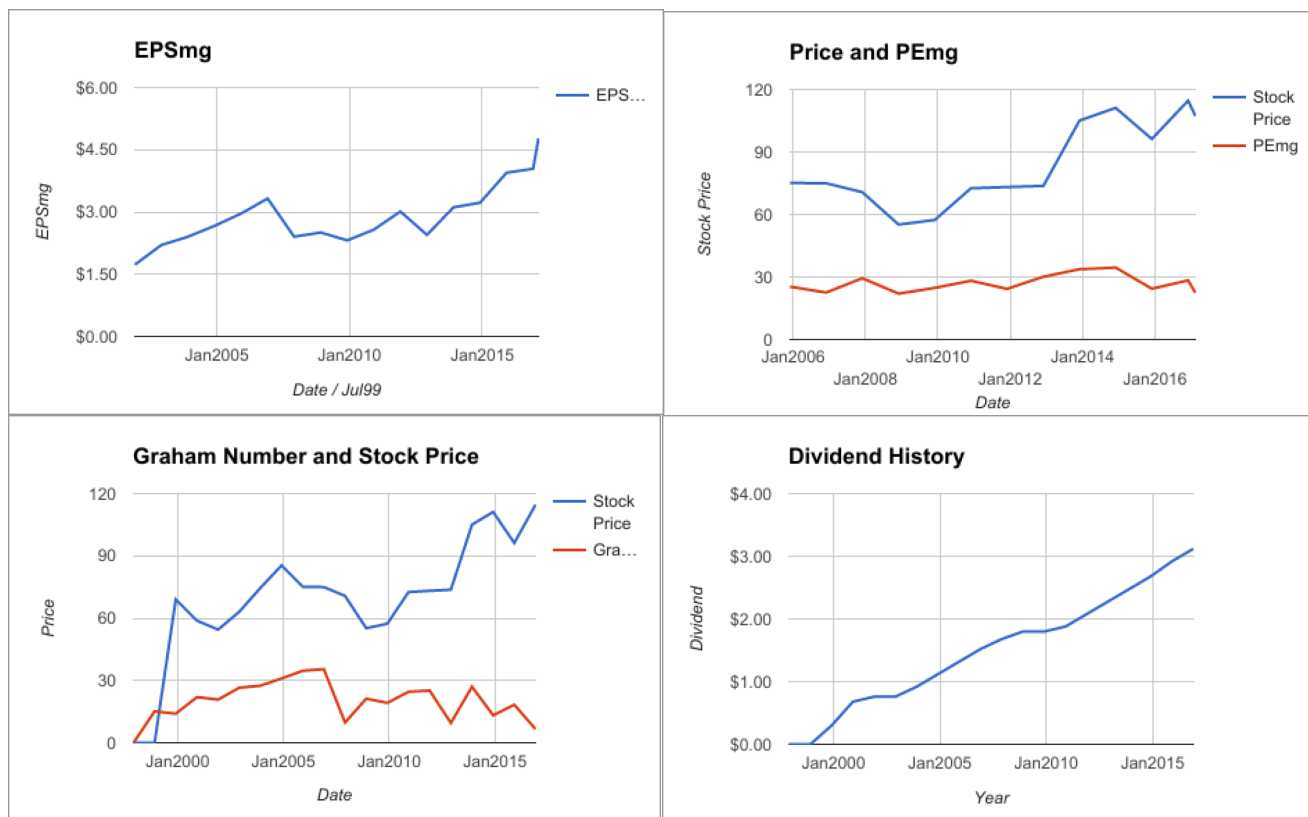 EPSmg
$6.00
$4.50
$3.00
$1.50
$0.00
EPSmg
EPS…
Jan2005
Jan2010
Jan2015
Date / Jul99
Price and PEmg
120
90
60
30
0
Stock Price
Stock
Price
PEmg
Jan2006
Jan2010
Jan2014
Jan2008
Jan2012
Jan2016
Date
Graham Number and Stock Price
120
90
60
30
0
Price
Stock
Price
Gra…
Jan2000
Jan2005
Jan2010
Jan2015
Date
Dividend History
$4.00
$3.00
$2.00
$1.00
$0.00
Dividend
Jan2000
Jan2005
Jan2010
Jan2015
Year